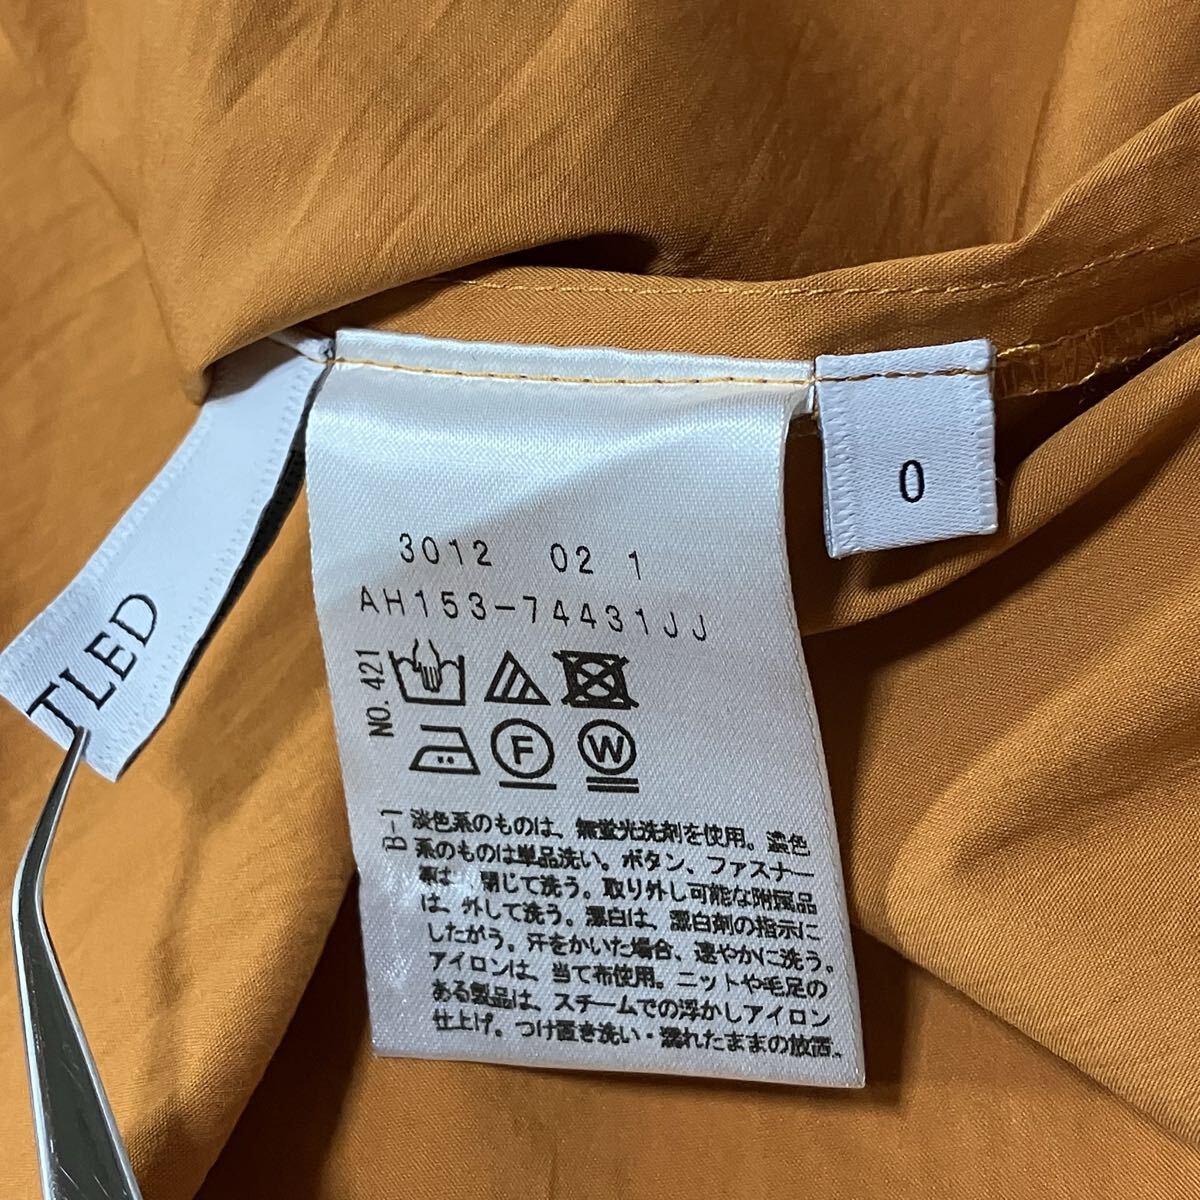 TLED
0
3012 02 1
AH153-74431JJ
NO. 421
F
W
B-1
淡色系のものは、無蛍光洗剤を使用。濃色
系のものは単品洗い。ボタン、ファスナー
等は、閉じて洗う。取り外し可能な附属品
は、外して洗う。漂白は、漂白剤の指示に
したがう。汗をかいた場合、速やかに洗う。
アイロンは、当て布使用。ニットや毛足の
ある製品は、スチームでの浮かしアイロン
仕上げ。つけ置き洗い・濡れたままの放置、